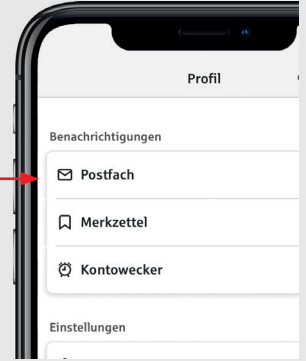 Profil
Benachrichtigungen
Postfach
Merkzettel
Kontowecker
Einstellungen